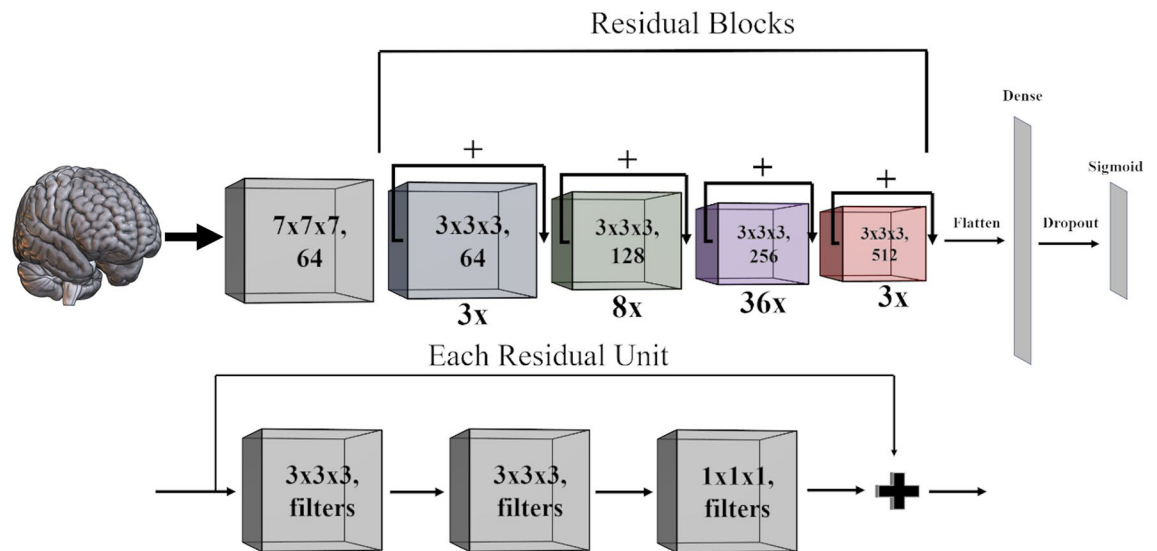 Residual Blocks
Dense
+
+
+
+
Sigmoid
7x7x7,
64
3x3x3,
64
3x3x3,
128
3x3x3,
256
3x3x3,
512
Flatten
Dropout
3x
8x
36x
3x
Each Residual Unit
3x3x3,
filters
3x3x3,
filters
1x1x1,
filters